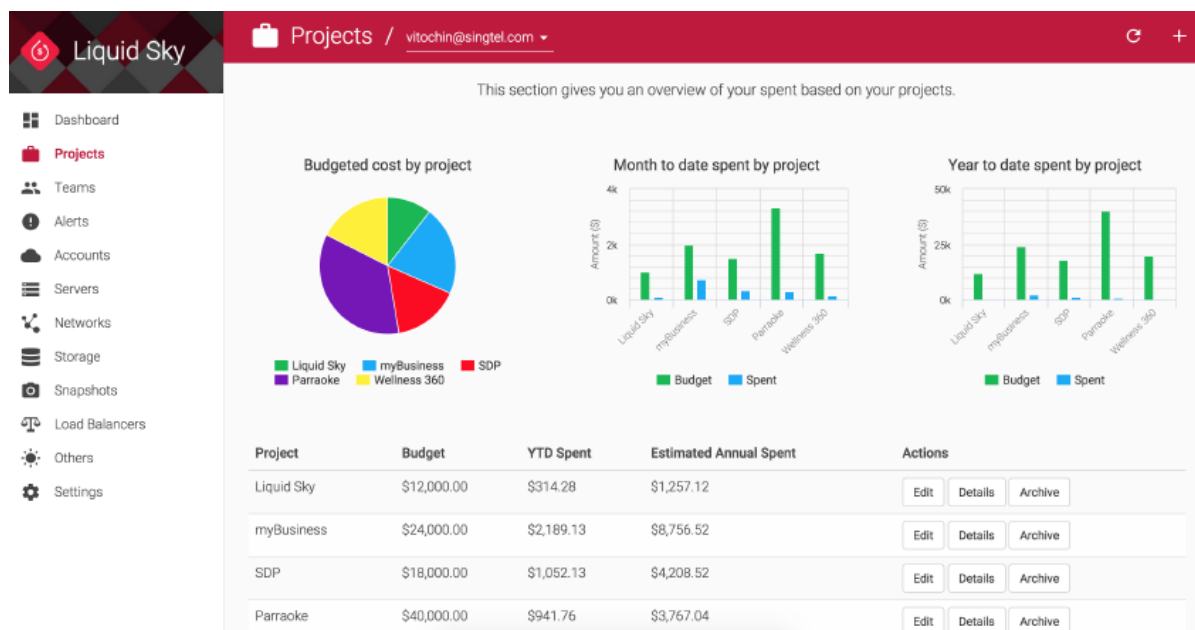 Liquid Sky
Projects / vitochin@singtel.com
This section gives you an overview of your spent based on your projects.
Dashboard
Projects
Teams
Alerts
Accounts
Servers
Networks
Storage
Snapshots
Load Balancers
Others
Settings
Budgeted cost by project
Liquid Sky myBusiness SDP
Parraoke Wellness 360
Month to date spent by project
Amount ($)
4k
2k
0k
Liquid Sky myBusiness SDP Parraoke Wellness 360
Budget Spent
Year to date spent by project
Amount ($)
50k
25k
0k
Liquid Sky myBusiness SDP Parraoke Wellness 360
Budget Spent
Project Budget YTD Spent Estimated Annual Spent Actions
Liquid Sky $12,000.00 $314.28 $1,257.12 Edit Details Archive
myBusiness $24,000.00 $2,189.13 $8,756.52 Edit Details Archive
SDP $18,000.00 $1,052.13 $4,208.52 Edit Details Archive
Parraoke $40,000.00 $941.76 $3,767.04 Edit Details Archive